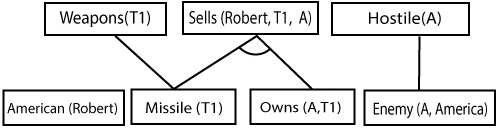 Weapons(T1)
Sells (Robert, T1, A)
Hostile(A)
American (Robert)
Missile (T1)
Owns (A,T1)
Enemy (A, America)